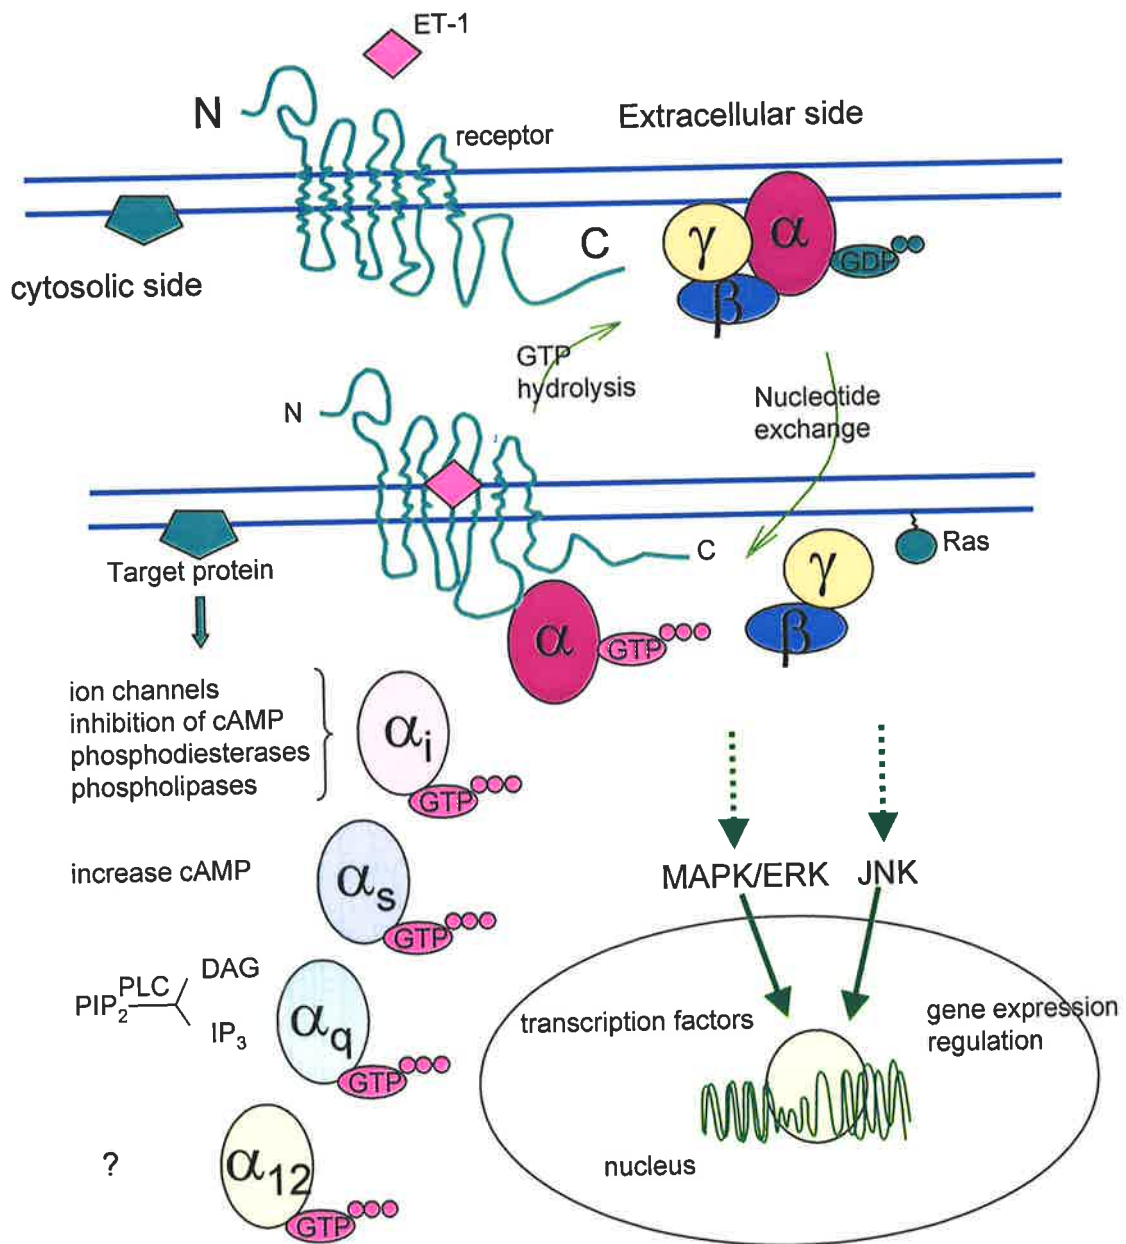 ET-1
N
receptor
Extracellular side
γ
α
C
GDP
β
cytosolic side
GTP
hydrolysis
Nucleotide
exchange
N
C
Ras
Target protein
γ
α
GTP
β
ion channels
inhibition of cAMP
phosphodiesterases
phospholipases
αi
GTP
increase cAMP
αs
GTP
MAPK/ERK
JNK
PIP2
PLC
DAG
IP3
αq
GTP
transcription factors
gene expression
regulation
?
α12
GTP
nucleus